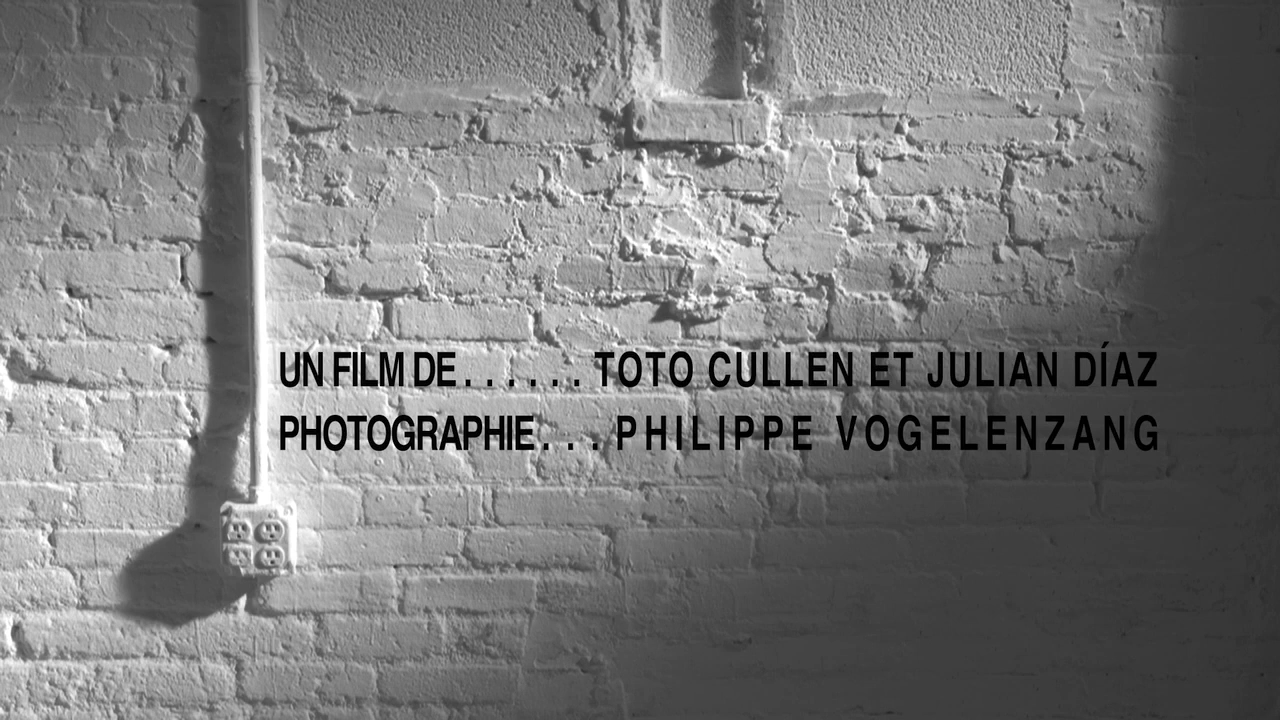 UN FILM DE...... TOTO CULLEN ET JULIAN DÍAZ
PHOTOGRAPHIE... PHILIPPE VOGELENZANG